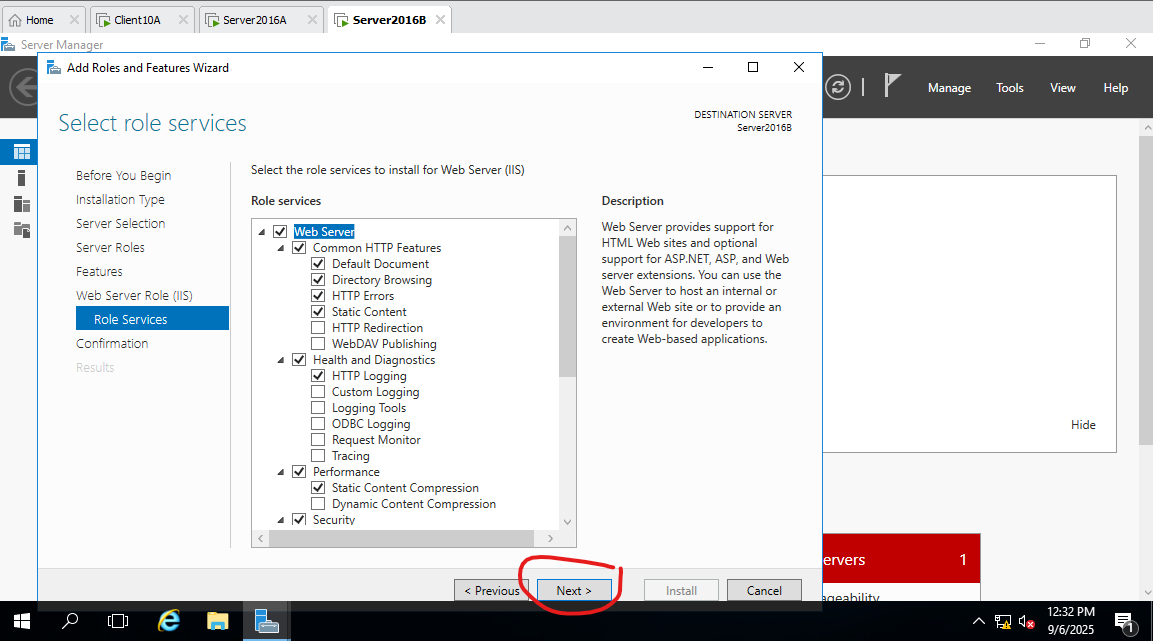 Home
Client10A
Server2016A
Server2016B
Server Manager
Add Roles and Features Wizard
Manage
Tools
View
Help
Select role services
DESTINATION SERVER
Server2016B
Before You Begin
Installation Type
Server Selection
Server Roles
Features
Web Server Role (IIS)
Role Services
Confirmation
Results
Select the role services to install for Web Server (IIS)
Role services
Web Server
Common HTTP Features
Default Document
Directory Browsing
HTTP Errors
Static Content
HTTP Redirection
WebDAV Publishing
Health and Diagnostics
HTTP Logging
Custom Logging
Logging Tools
ODBC Logging
Request Monitor
Tracing
Performance
Static Content Compression
Dynamic Content Compression
Security
Description
Web Server provides support for
HTML Web sites and optional
support for ASP.NET, ASP, and Web
server extensions. You can use the
Web Server to host an internal or
external Web site or to provide an
environment for developers to
create Web-based applications.
Hide
ervers 1
ageability
< Previous
Next >
Install
Cancel
12:32 PM
9/6/2025
1